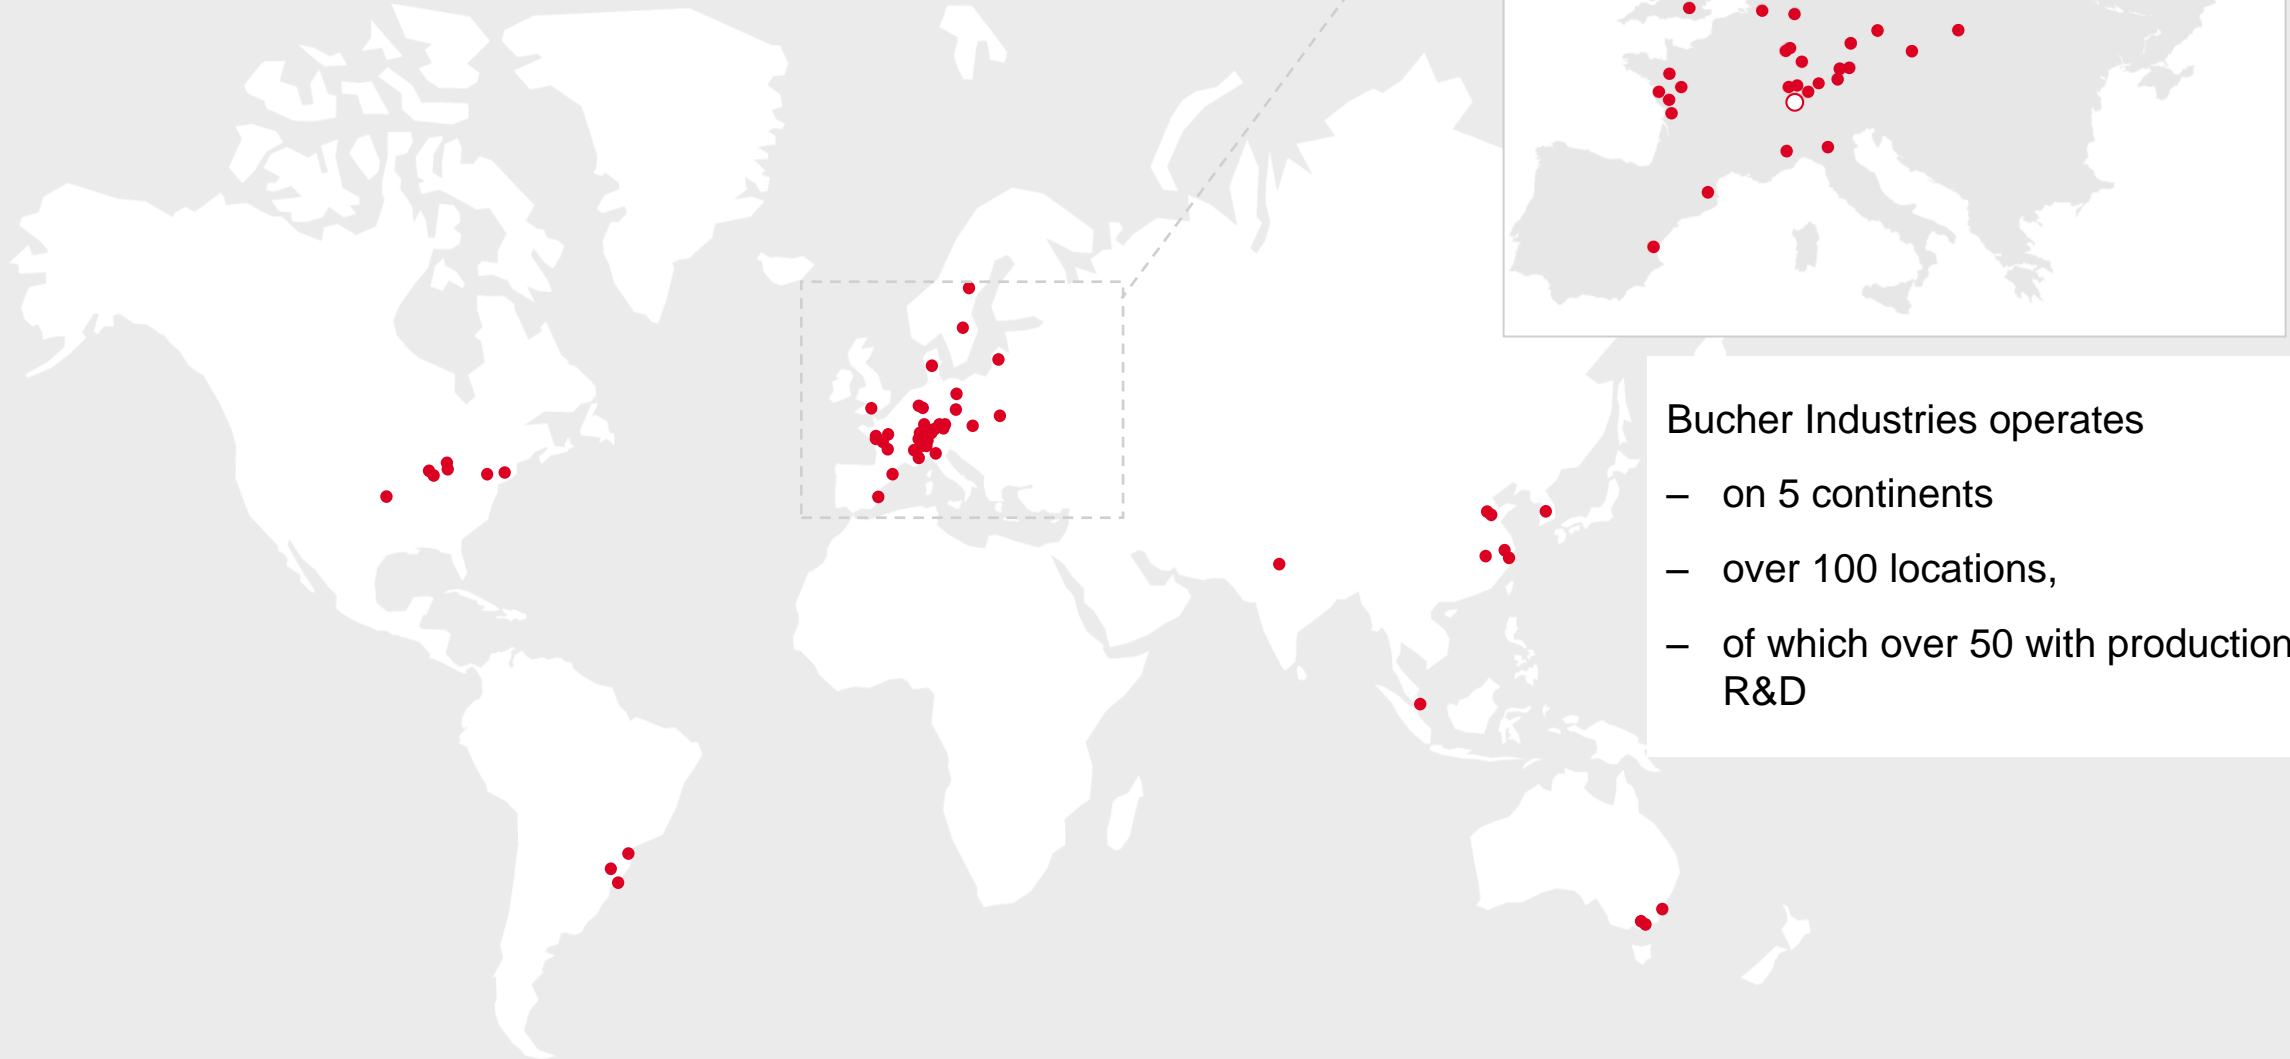 Bucher Industries operates
– on 5 continents
– over 100 locations,
– of which over 50 with production
R&D